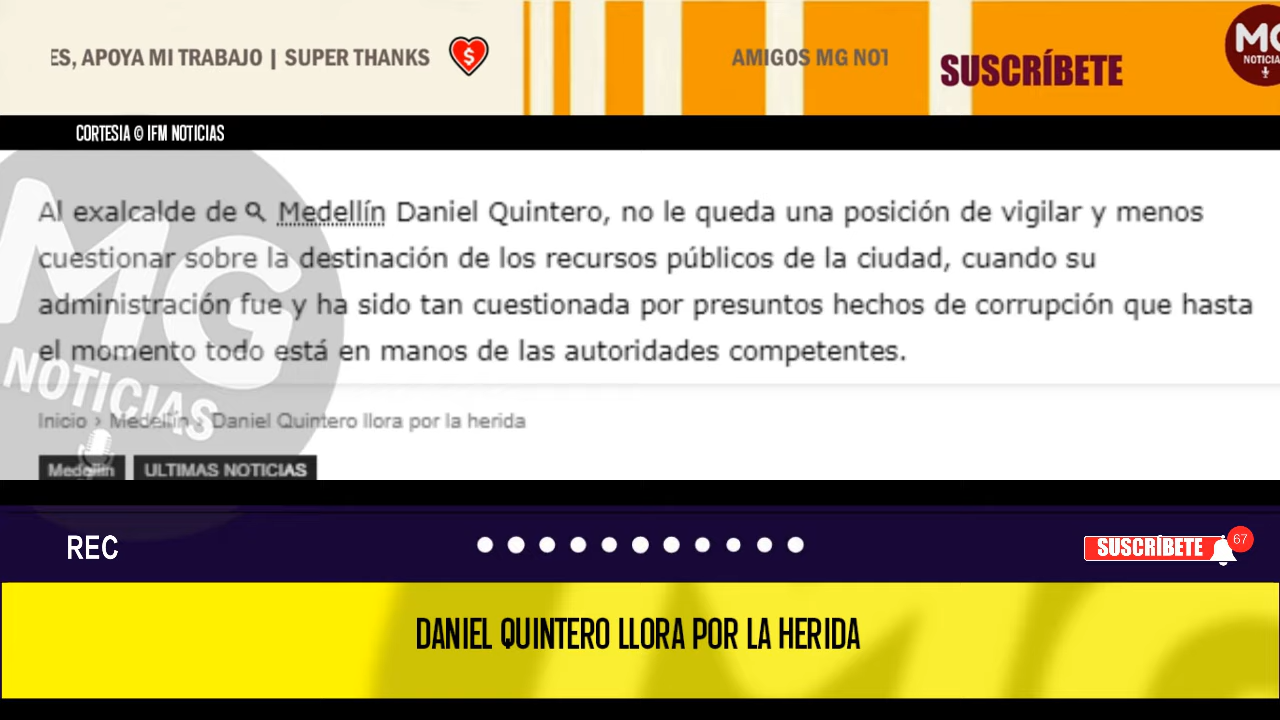 ES, APOYA MI TRABAJO | SUPER THANKS
$
AMIGOS MG NOT
SUSCRÍBETE
MG
NOTICIA
CORTESIA © IFM NOTICIAS
Al exalcalde de Medellín Daniel Quintero, no le queda una posición de vigilar y menos
cuestionar sobre la destinación de los recursos públicos de la ciudad, cuando su
administración fue y ha sido tan cuestionada por presuntos hechos de corrupción que hasta
el momento todo está en manos de las autoridades competentes.
MG
NOTICIAS
Inicio › Medellín › Daniel Quintero llora por la herida
Medellín ULTIMAS NOTICIAS
REC
SUSCRÍBETE
67
DANIEL QUINTERO LLORA POR LA HERIDA